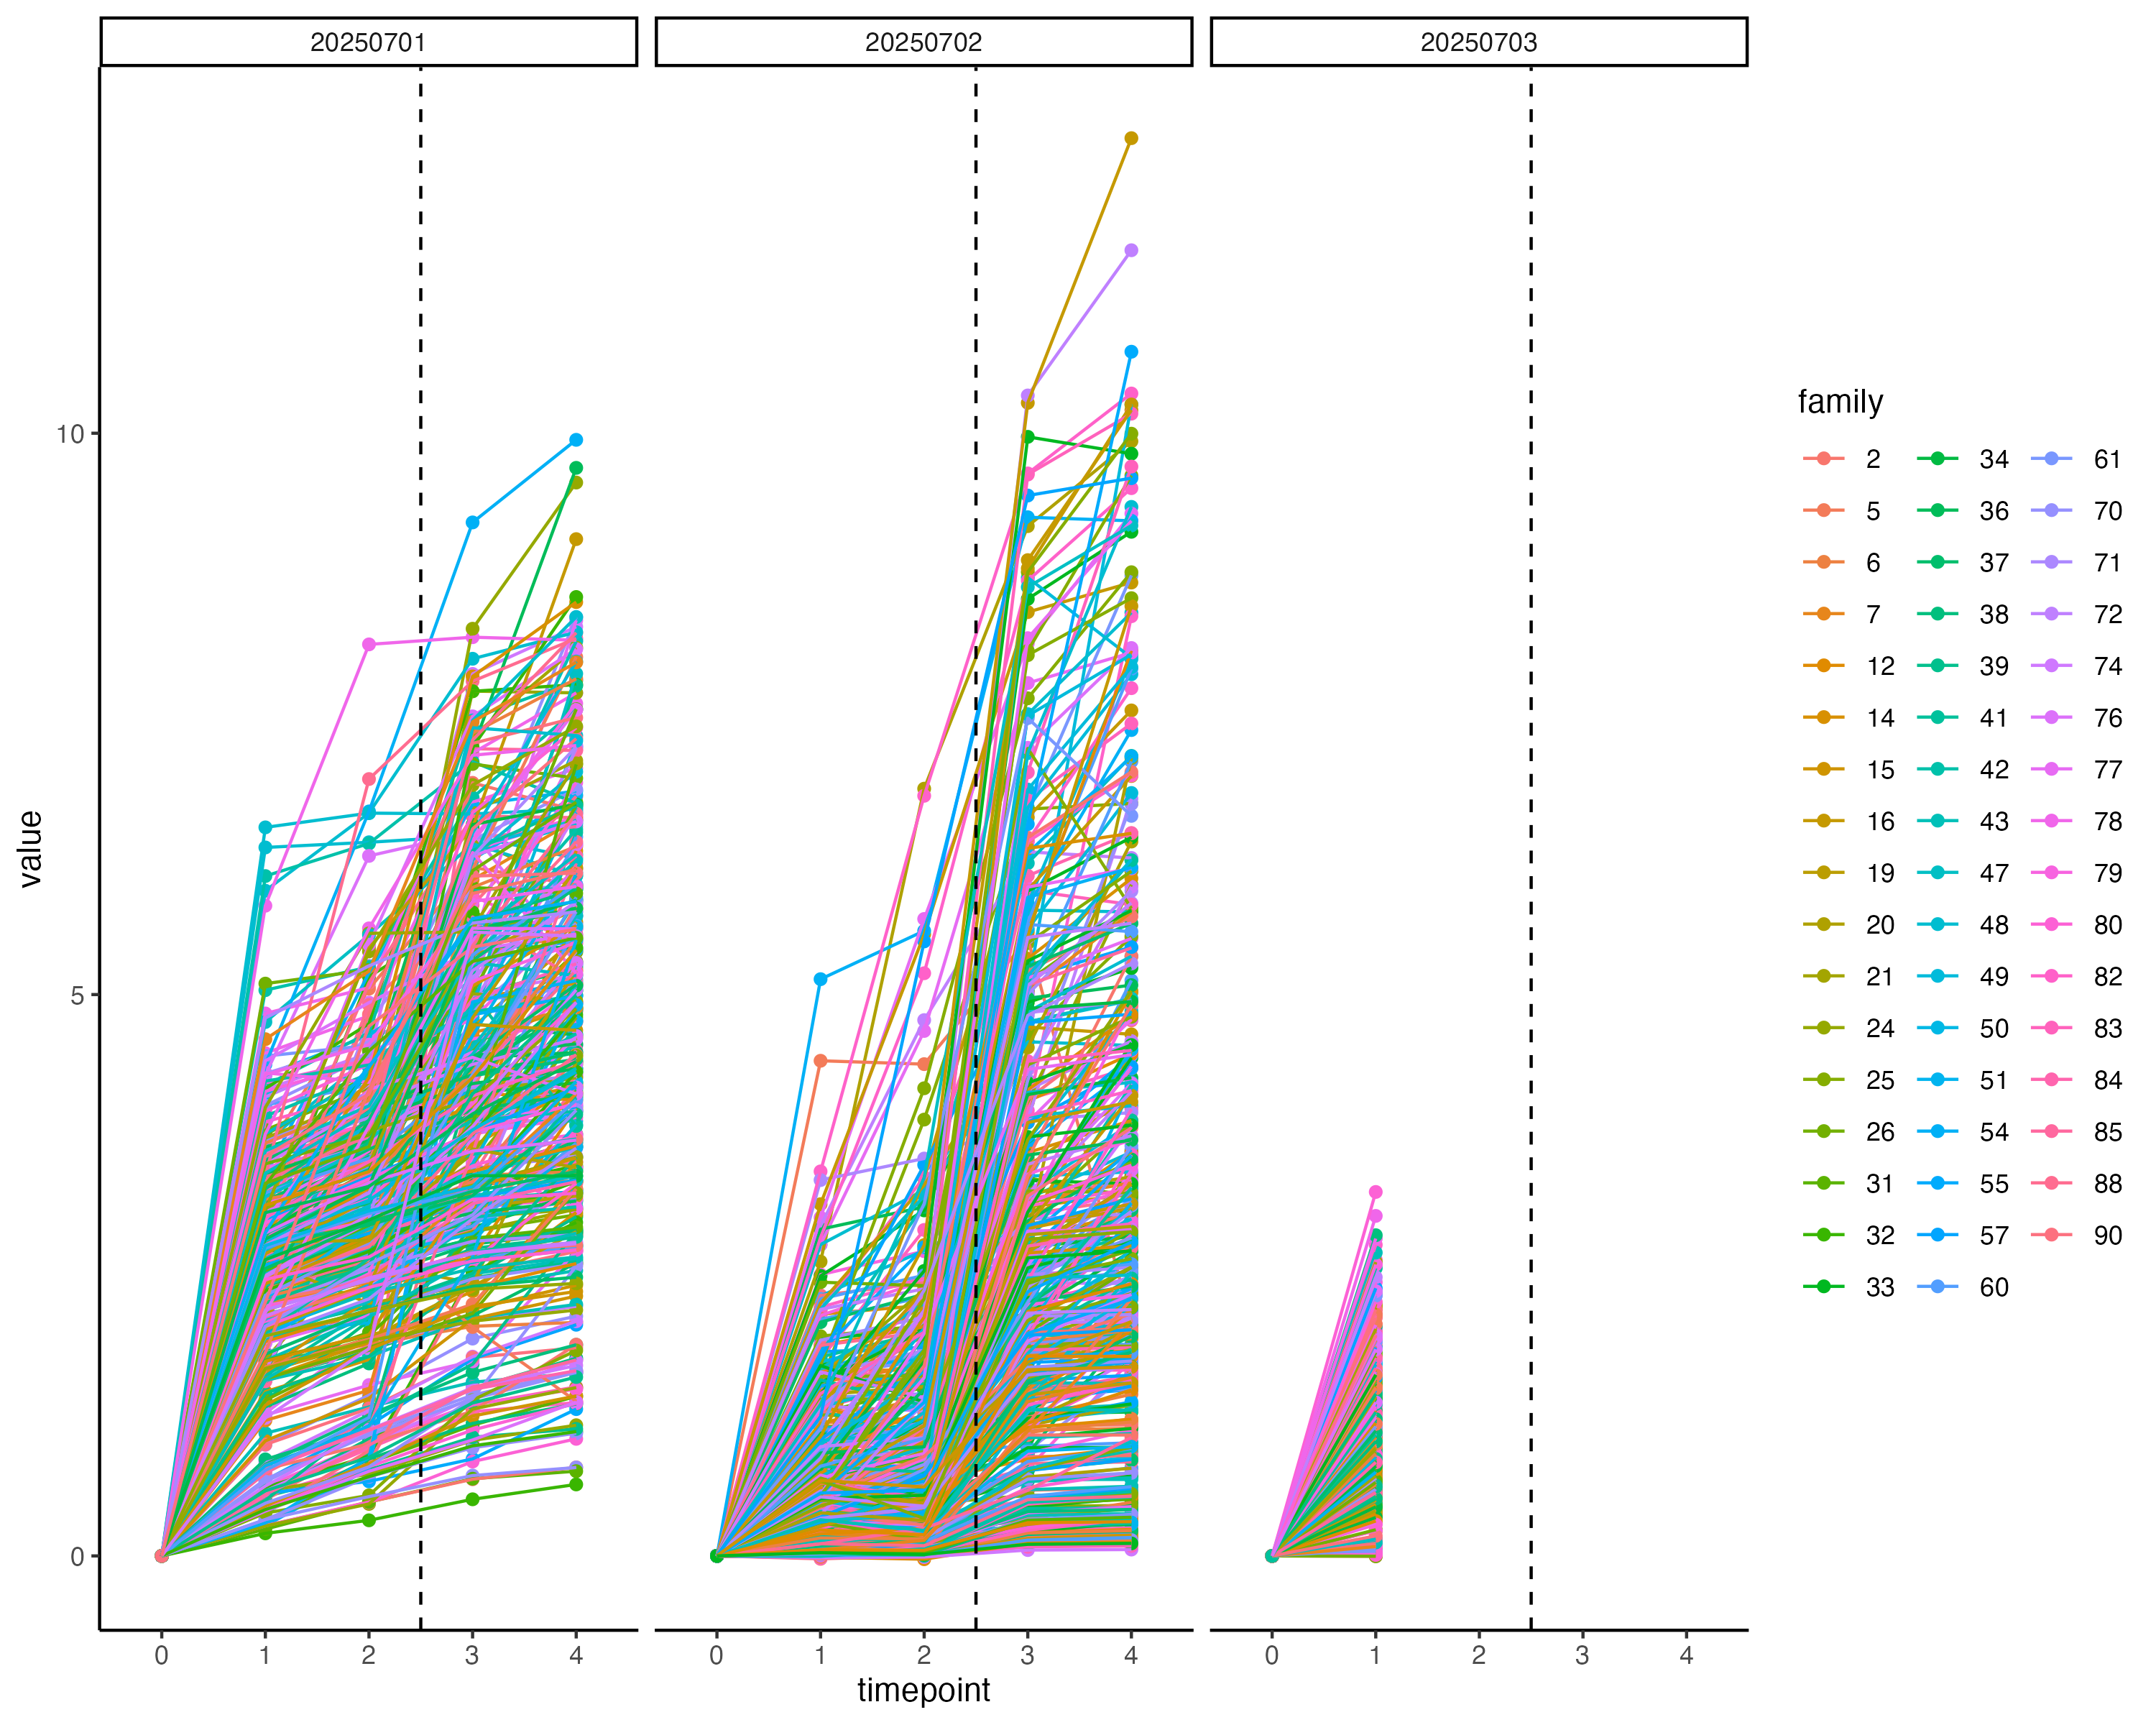 20250701 20250702 20250703
value
10
5
0
0 1 2 3 4 0 1 2 3 4 0 1 2 3 4
timepoint
family
2 34 61
5 36 70
6 37 71
7 38 72
12 39 74
14 41 76
15 42 77
16 43 78
19 47 79
20 48 80
21 49 82
24 50 83
25 51 84
26 54 85
31 55 88
32 57 90
33 60